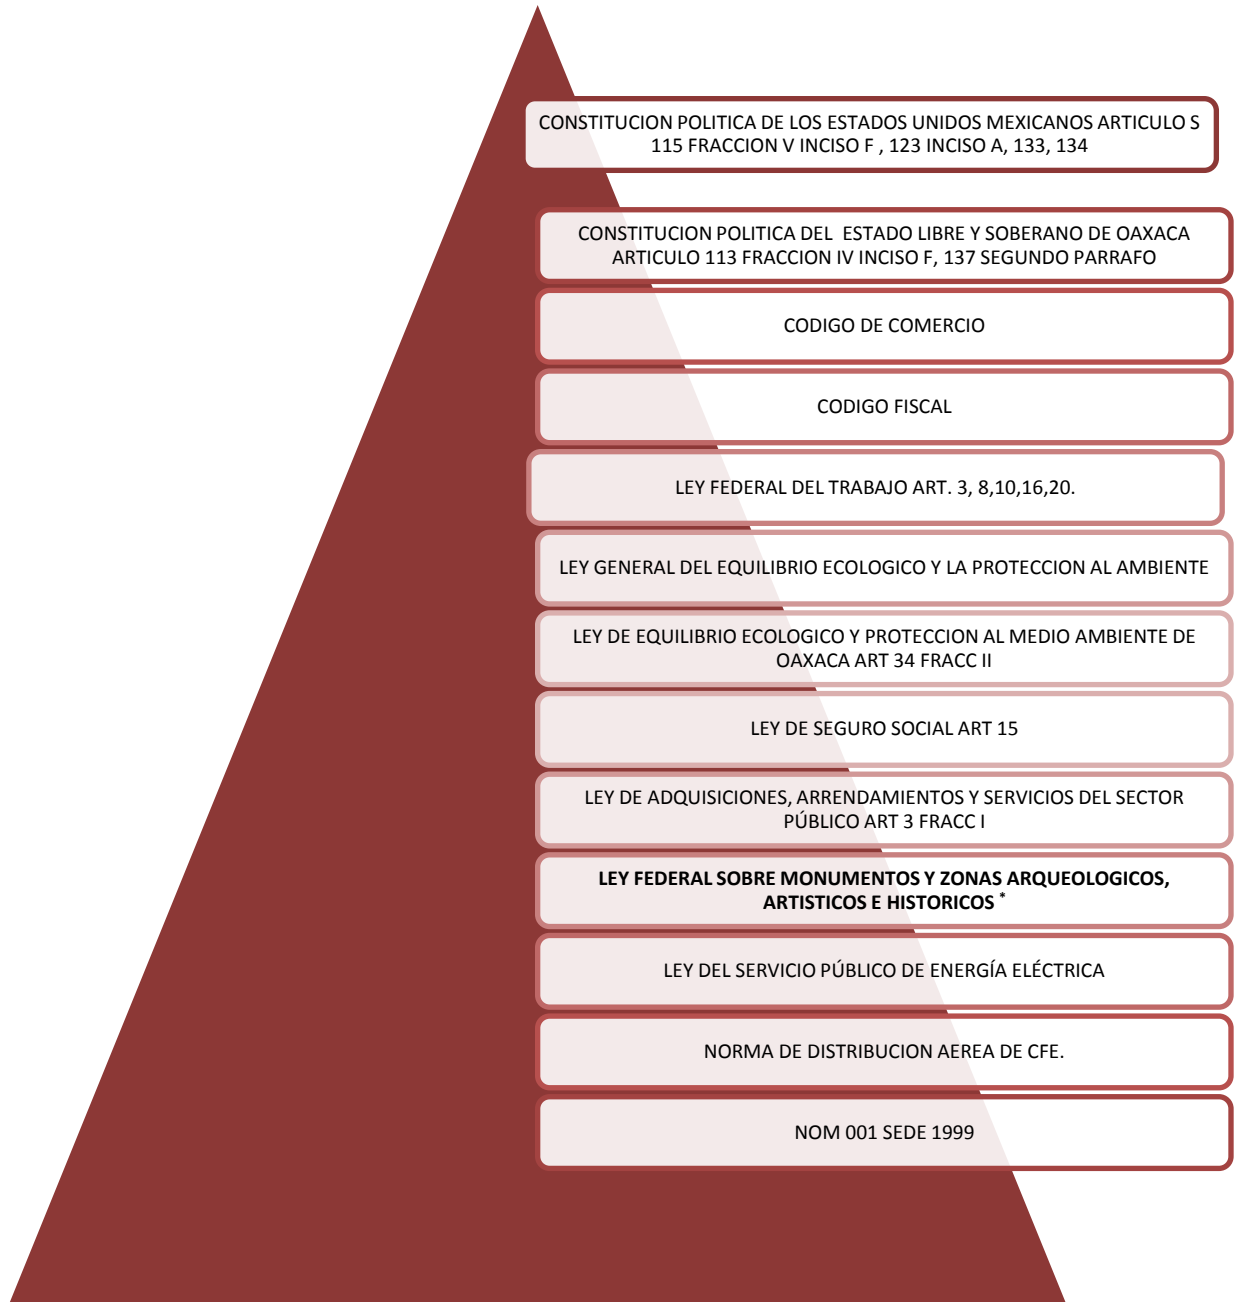 CONSTITUCION POLITICA DE LOS ESTADOS UNIDOS MEXICANOS ARTICULO S
115 FRACCION V INCISO F , 123 INCISO A, 133, 134
CONSTITUCION POLITICA DEL ESTADO LIBRE Y SOBERANO DE OAXACA
ARTICULO 113 FRACCION IV INCISO F, 137 SEGUNDO PARRAFO
CODIGO DE COMERCIO
CODIGO FISCAL
LEY FEDERAL DEL TRABAJO ART. 3, 8,10,16,20.
LEY GENERAL DEL EQUILIBRIO ECOLOGICO Y LA PROTECCION AL AMBIENTE
LEY DE EQUILIBRIO ECOLOGICO Y PROTECCION AL MEDIO AMBIENTE DE
OAXACA ART 34 FRACC II
LEY DE SEGURO SOCIAL ART 15
LEY DE ADQUISICIONES, ARRENDAMIENTOS Y SERVICIOS DEL SECTOR
PÚBLICO ART 3 FRACC I
LEY FEDERAL SOBRE MONUMENTOS Y ZONAS ARQUEOLOGICOS,
ARTISTICOS E HISTORICOS *
LEY DEL SERVICIO PÚBLICO DE ENERGÍA ELÉCTRICA
NORMA DE DISTRIBUCION AEREA DE CFE.
NOM 001 SEDE 1999